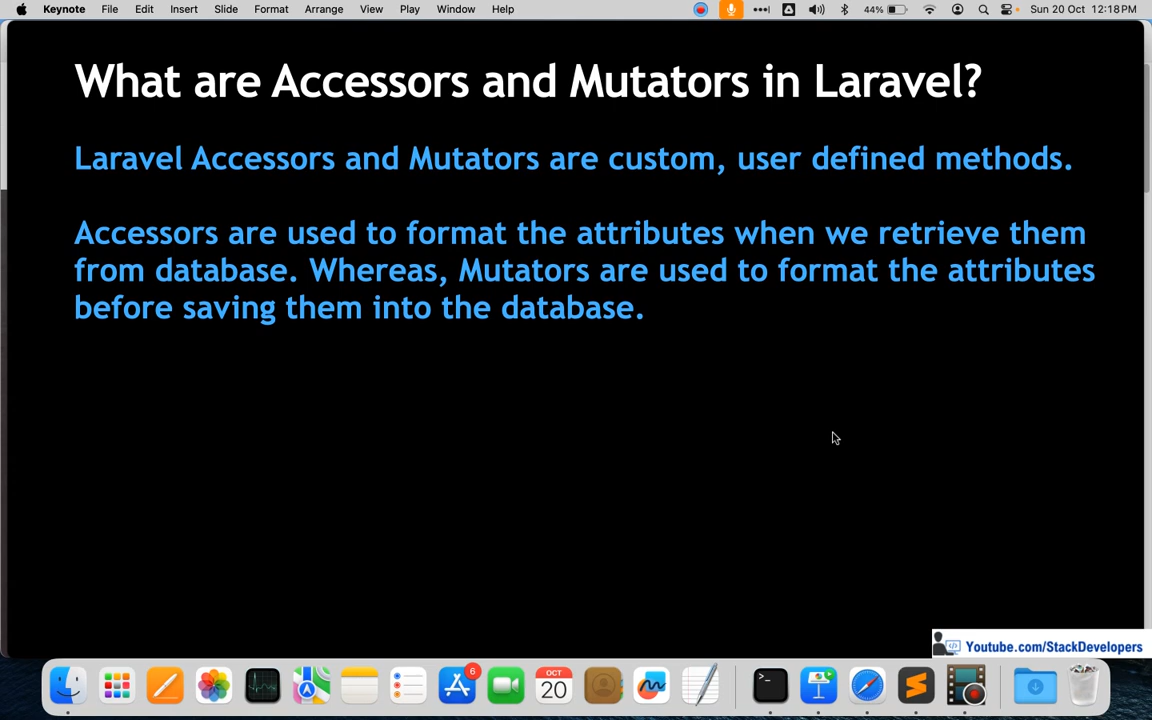 Keynote File Edit Insert Slide Format Arrange View Play Window Help 44% Sun 20 Oct 12:18 PM
What are Accessors and Mutators in Laravel?
Laravel Accessors and Mutators are custom, user defined methods.
Accessors are used to format the attributes when we retrieve them
from database. Whereas, Mutators are used to format the attributes
before saving them into the database.
Youtube.com/StackDevelopers
6
OCT
20